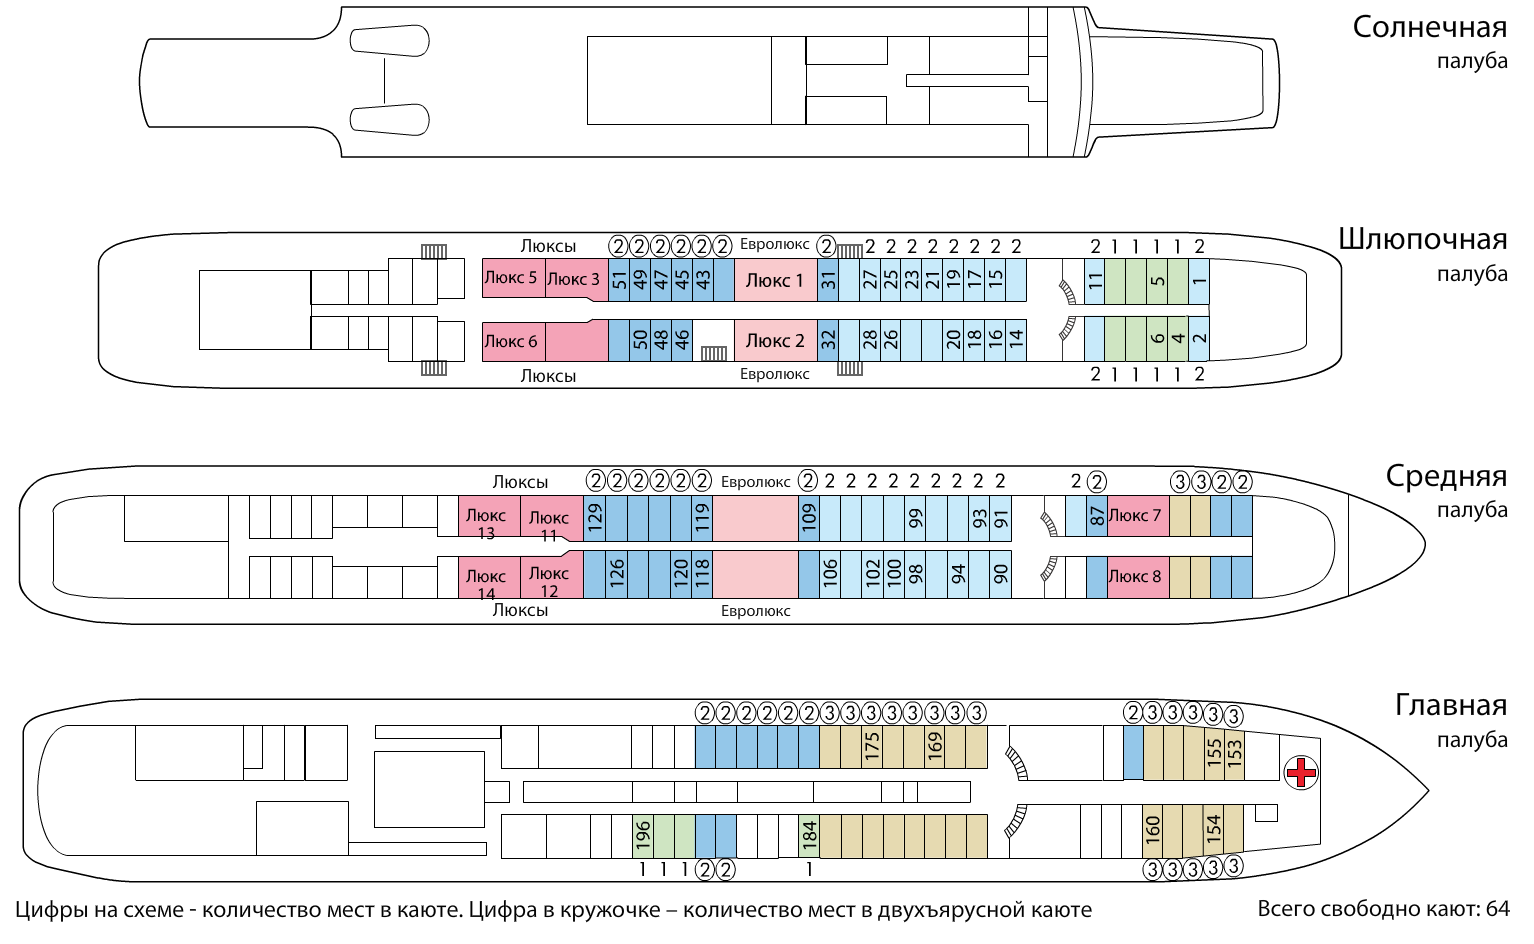 Солнечная
палуба
Люксы ② ② ② ② ② ② Евролюкс ② 2 2 2 2 2 2 2 2 2 1 1 1 2
Шлюпочная
палуба
Люкс 5 Люкс 3 51 49 47 45 43 Люкс 1 31 27 25 23 21 19 17 15 11 5 1
Люкс 6 50 48 46 Люкс 2 32 28 26 20 18 16 14 6 4 2
Люксы Евролюкс 2 1 1 1 2
Средняя
палуба
Люксы ② ② ② ② ② ② Евролюкс ② 2 2 2 2 2 2 2 2 2 2 ② ③ ③ ② ②
Люкс 13 Люкс 11 129 119 109 99 93 91 87 Люкс 7
Люкс 14 Люкс 12 126 120 118 106 102 100 98 94 90 Люкс 8
Люксы Евролюкс
Главная
палуба
② ② ② ② ② ② ③ ③ ③ ③ ③ ③ ③ ③ ② ③ ③ ③ ③ ③
175 169 155 153
196 184 160 154
1 1 1 ② ② 1 ③ ③ ③ ③ ③
Цифры на схеме - количество мест в каюте. Цифра в кружочке – количество мест в двухъярусной каюте
Всего свободно кают: 64